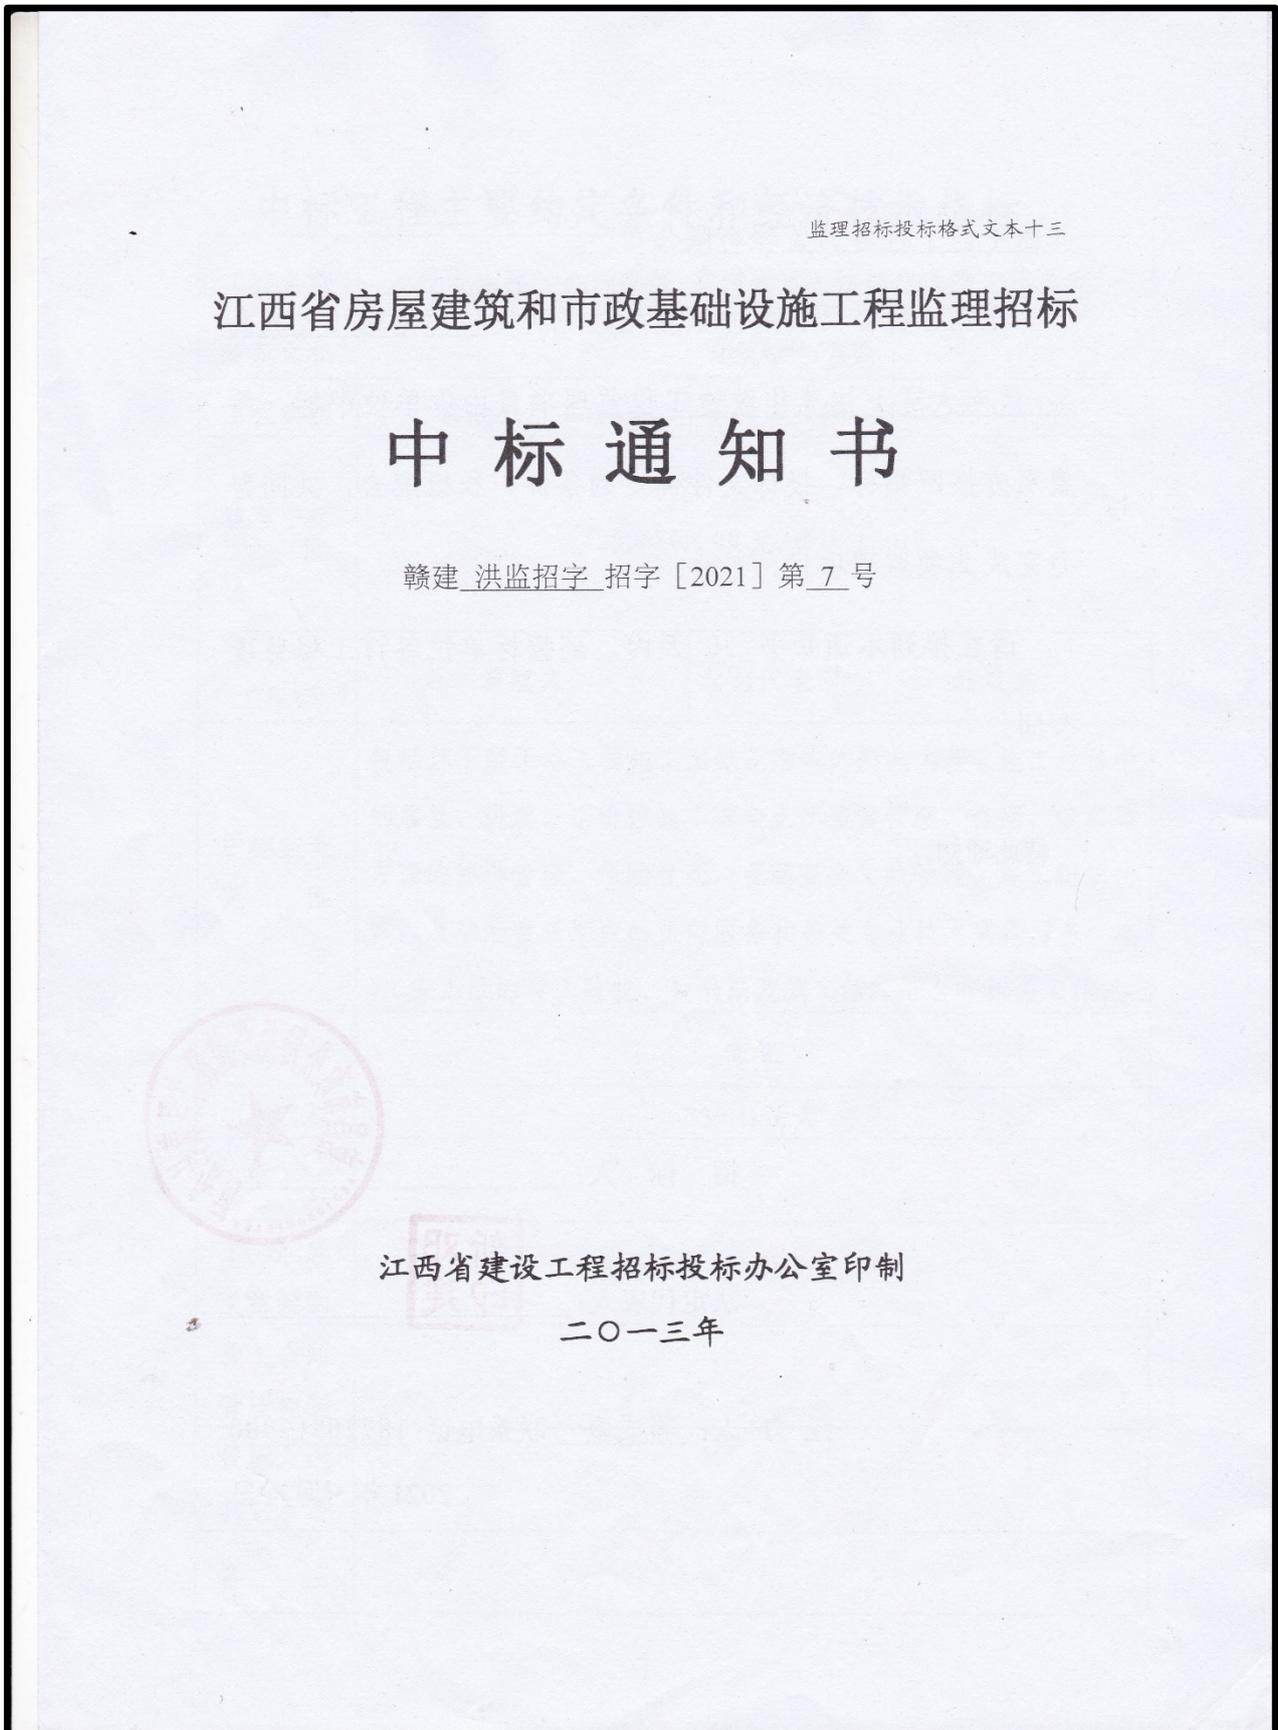 监理招标投标格式文本十三
江西省房屋建筑和市政基础设施工程监理招标
中标通知书
赣建 洪监招字 招字［2021］第 7 号
江西省建设工程招标投标办公室印制
二〇一三年